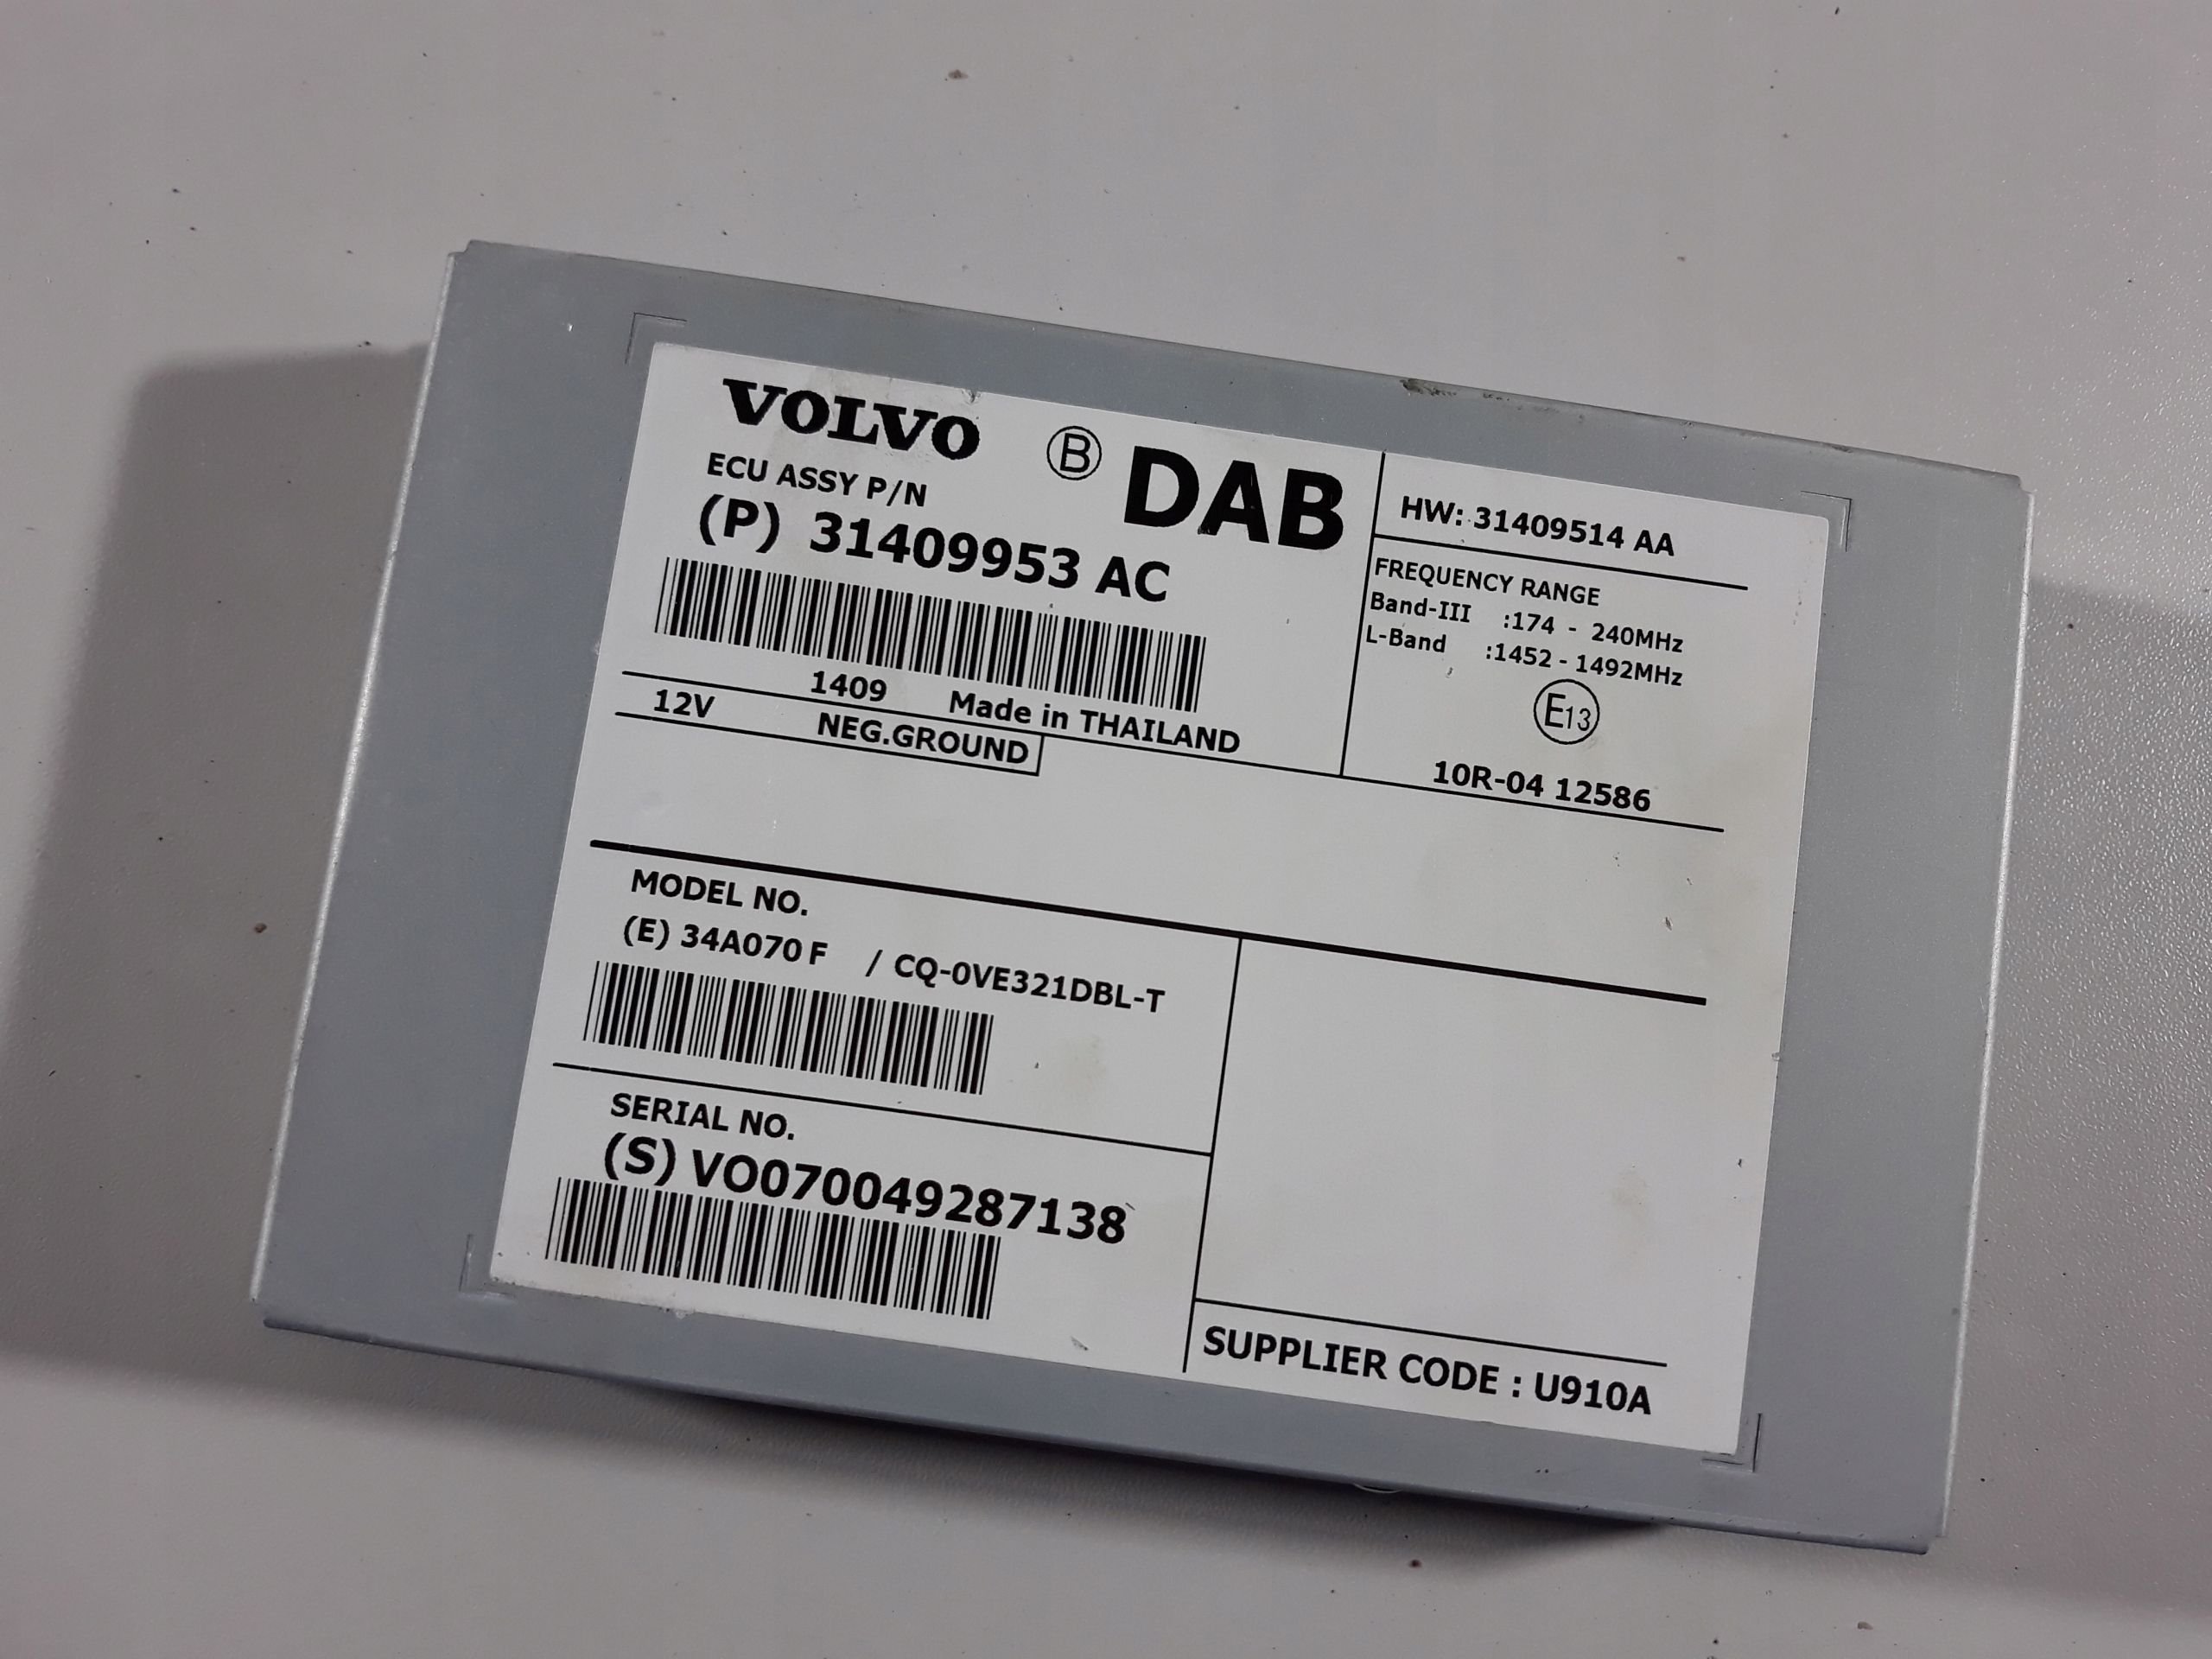 VOLVO Ⓑ DAB
ECU ASSY P/N
(P) 31409953 AC
1409 Made in THAILAND
12V NEG.GROUND
HW: 31409514 AA
FREQUENCY RANGE
Band-III :174 - 240MHz
L-Band :1452 - 1492MHz
E13
10R-04 12586
MODEL NO.
(E) 34A070 F / CQ-0VE321DBL-T
SERIAL NO.
(S) VO070049287138
SUPPLIER CODE : U910A